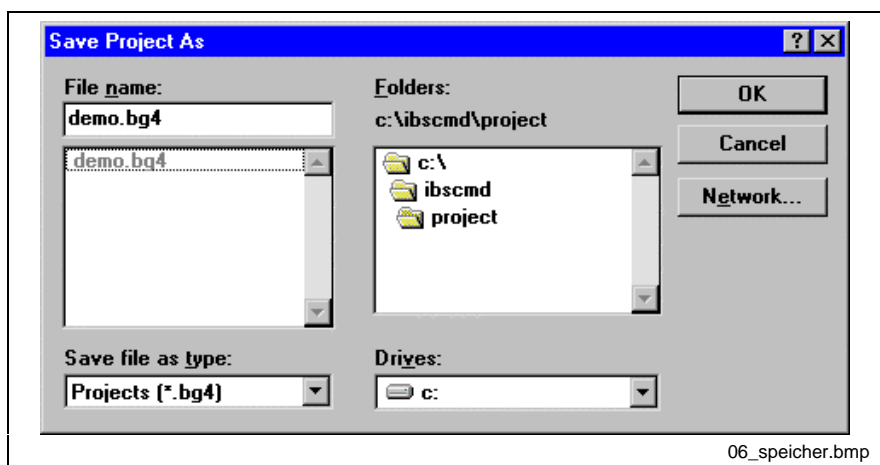 Save Project As
File name:
demo.bg4
demo.bg4
Save file as type:
Projects (*.bg4)
Folders:
c:\ibscmd\project
c:\
ibscmd
project
Drives:
c:
OK
Cancel
Network...
06_speicher.bmp